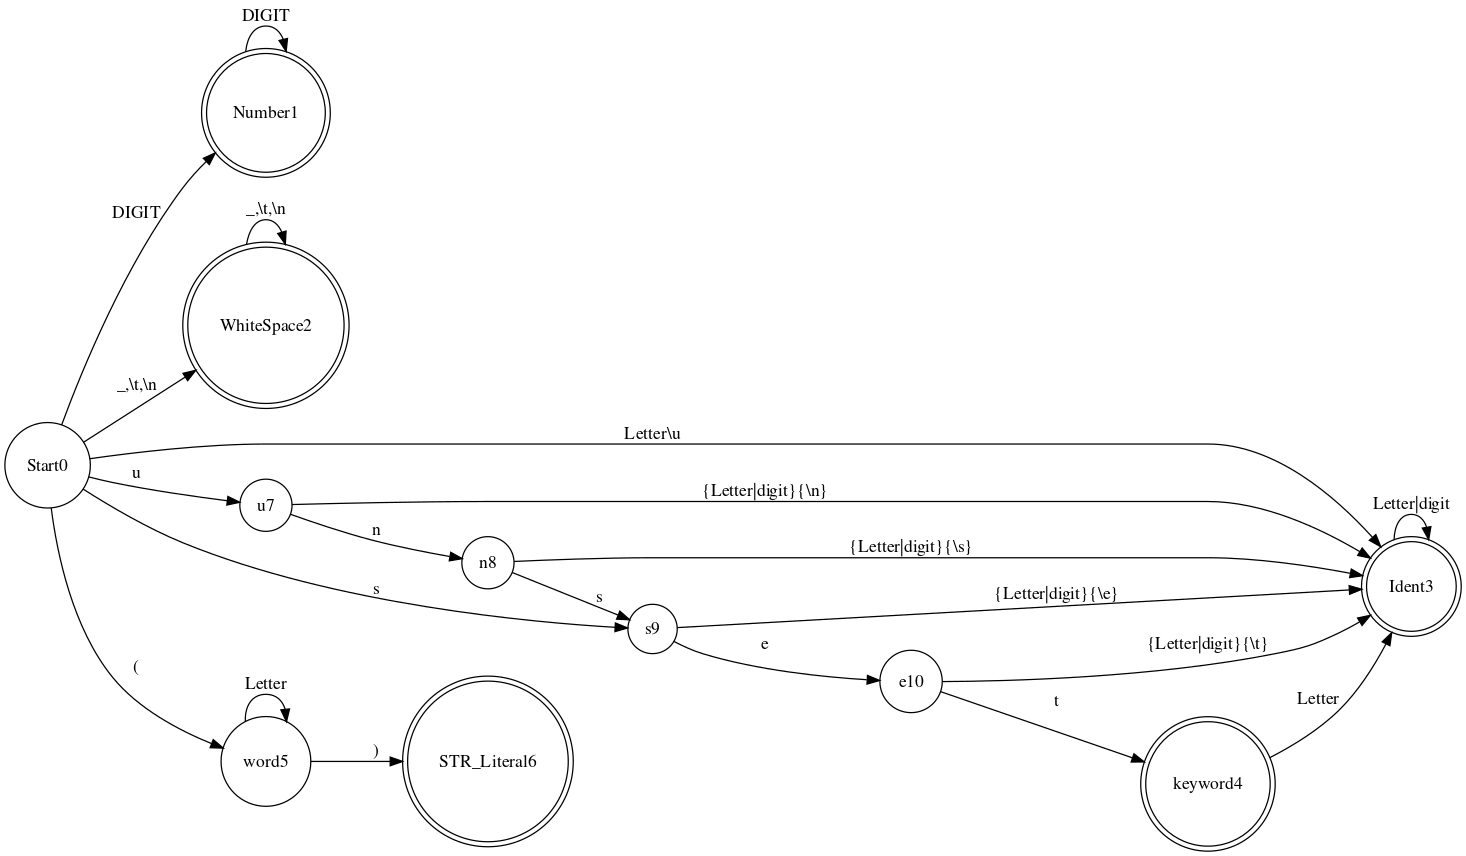 DIGIT
Number1
DIGIT
_,\t,\n
WhiteSpace2
_,\t,\n
Letter\u
Start0
u
u7
{Letter|digit}{\n}
Letter|digit
n
n8
{Letter|digit}{\s}
Ident3
s
s
{Letter|digit}{\e}
s9
e
{Letter|digit}{\t}
(
Letter
e10
t
Letter
word5
)
STR_Literal6
keyword4